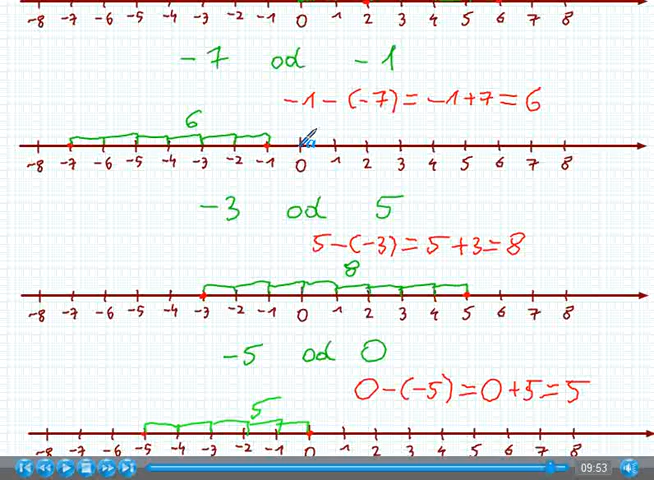 -8 -7 -6 -5 -4 -3 -2 -1 0 1 2 3 4 5 6 7 8
-7 od -1
-1-(-7)=-1+7=6
6
-8 -7 -6 -5 -4 -3 -2 -1 0 1 2 3 4 5 6 7 8
-3 od 5
5-(-3)=5+3=8
8
-8 -7 -6 -5 -4 -3 -2 -1 0 1 2 3 4 5 6 7 8
-5 od 0
0-(-5)=0+5=5
5
-8 -7 -6 -5 -4 -3 -2 -1 0 1 2 3 4 5 6 7 8
09:53